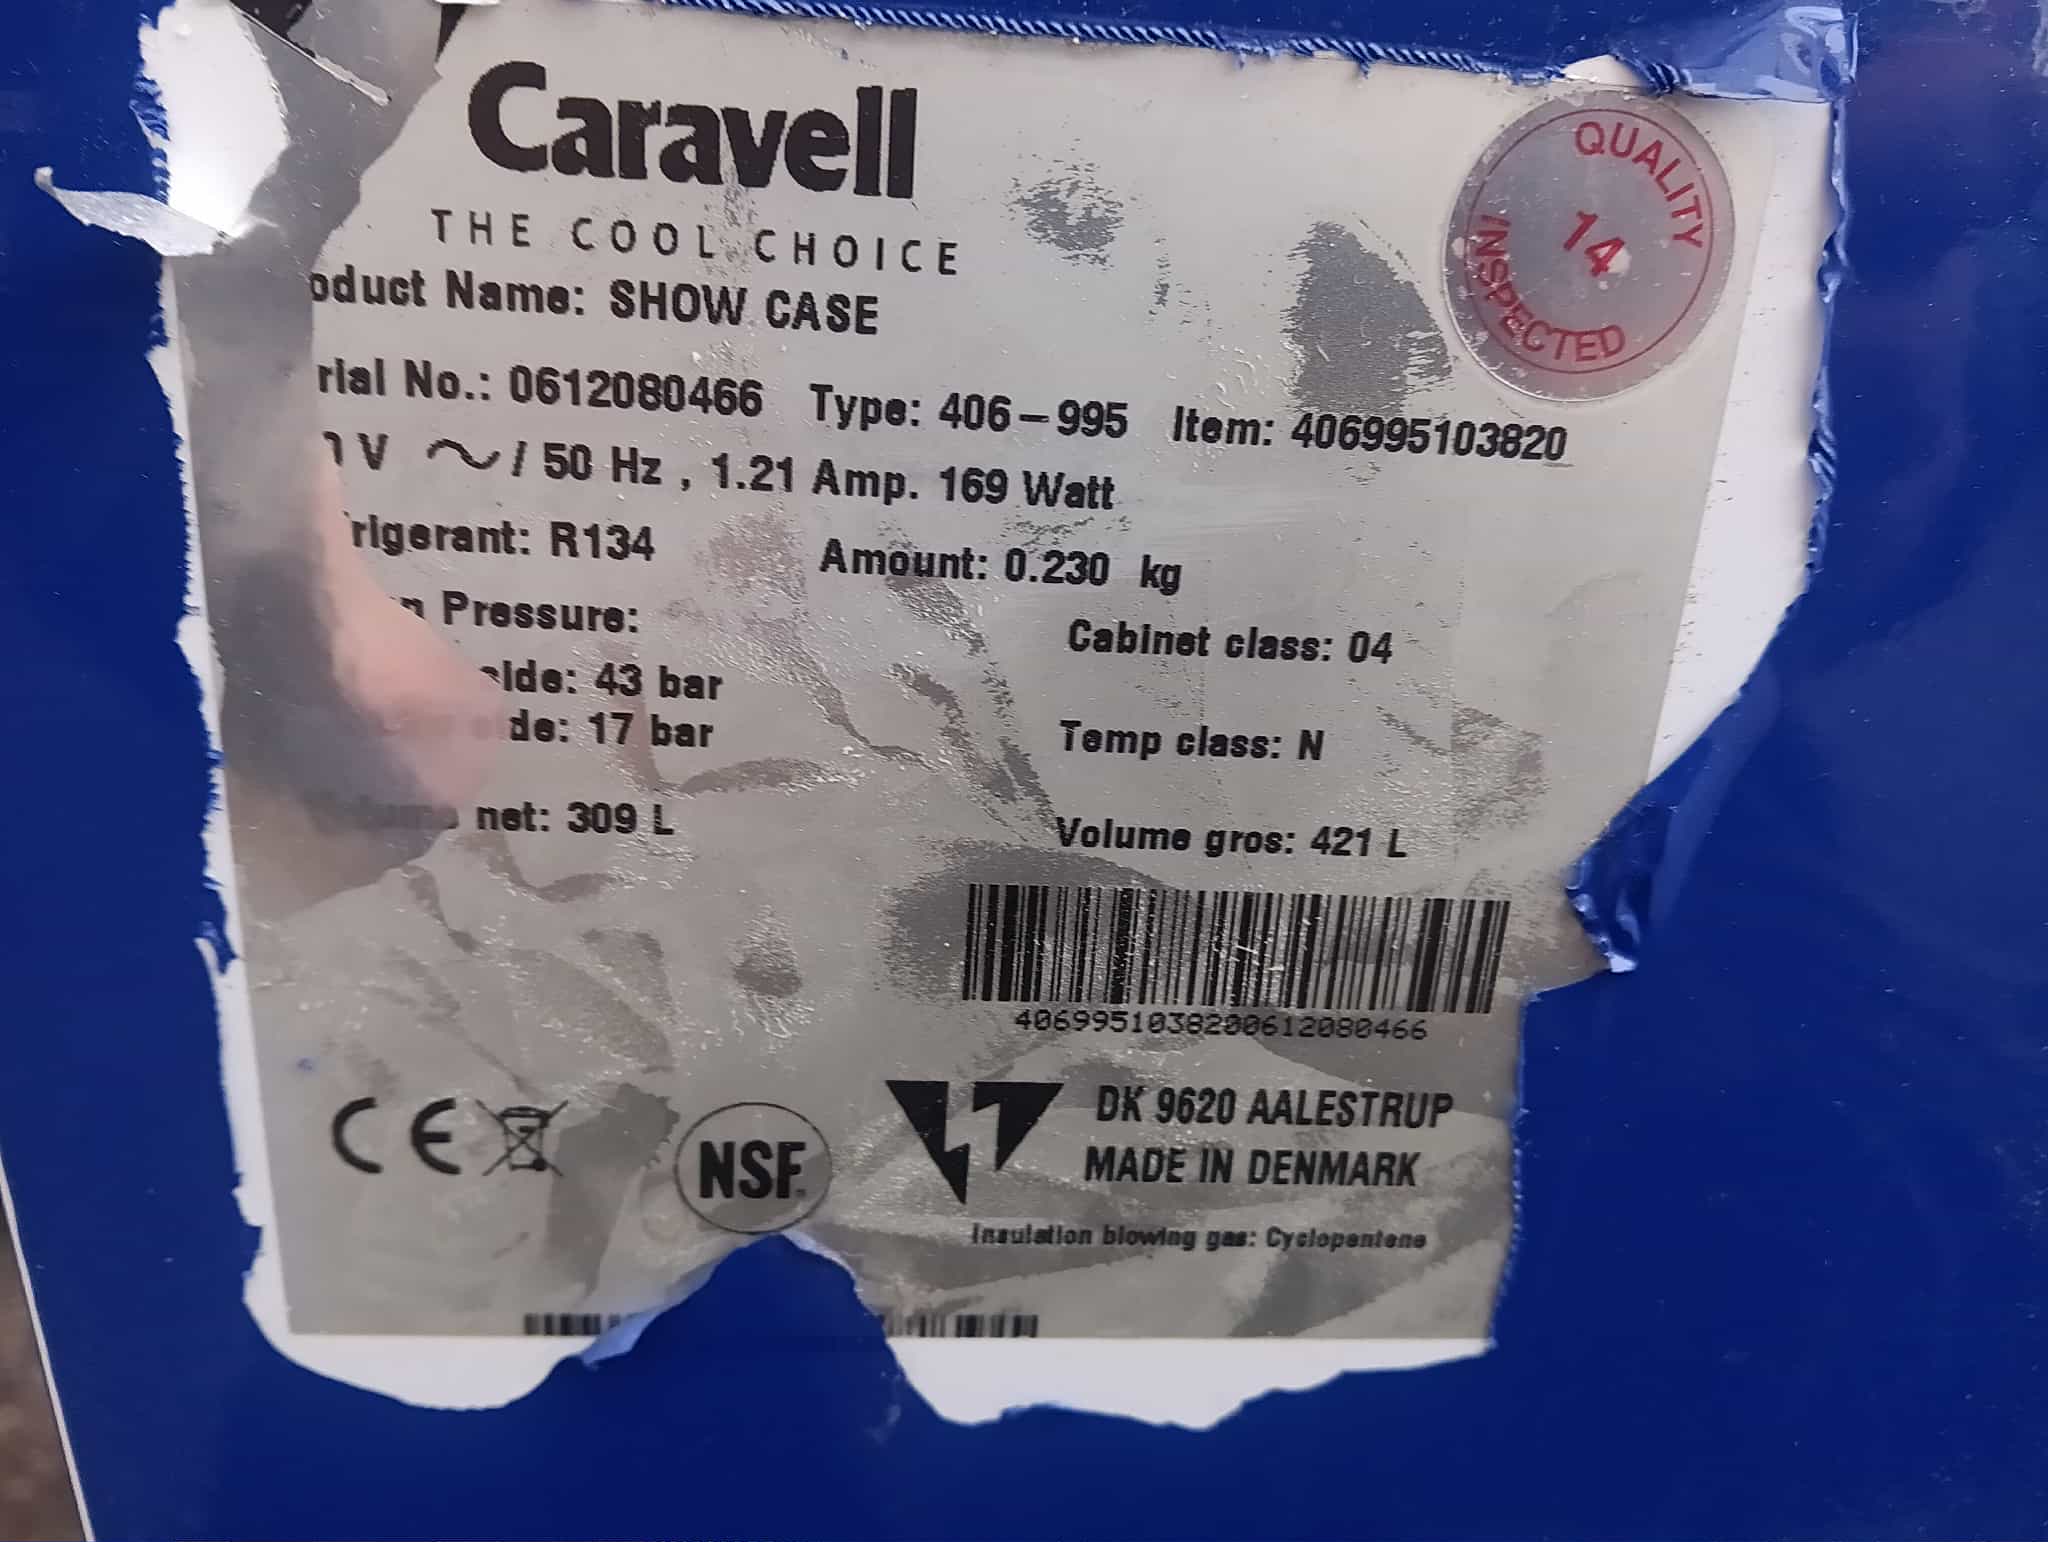 Caravell
THE COOL CHOICE
QUALITY
INSPECTED
14
oduct Name: SHOW CASE
rial No.: 0612080466 Type: 406-995 Item: 406995103820
V ~/ 50 Hz , 1.21 Amp. 169 Watt
rigerant: R134 Amount: 0.230 kg
n Pressure:
Cabinet class: 04
side: 43 bar
de: 17 bar
Temp class: N
net: 309 L
Volume gros: 421 L
4069951038200612080466
CE
NSF.
DK 9620 AALESTRUP
MADE IN DENMARK
Insulation blowing gas: Cyclopentene